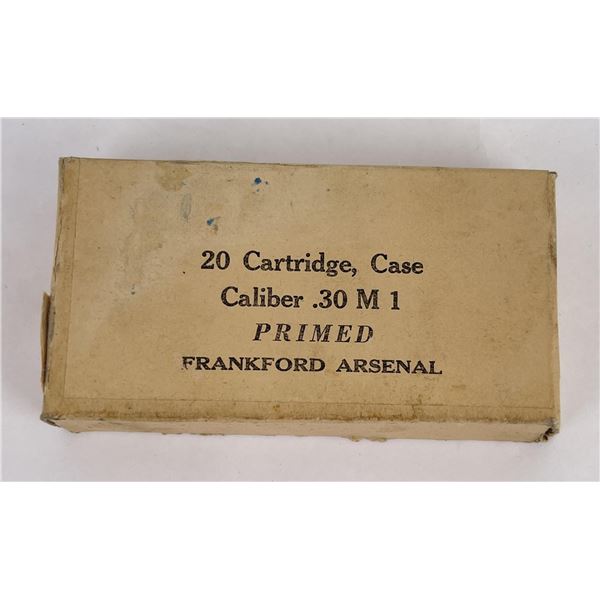 20 Cartridge, Case
Caliber .30 M 1
PRIMED
FRANKFORD ARSENAL